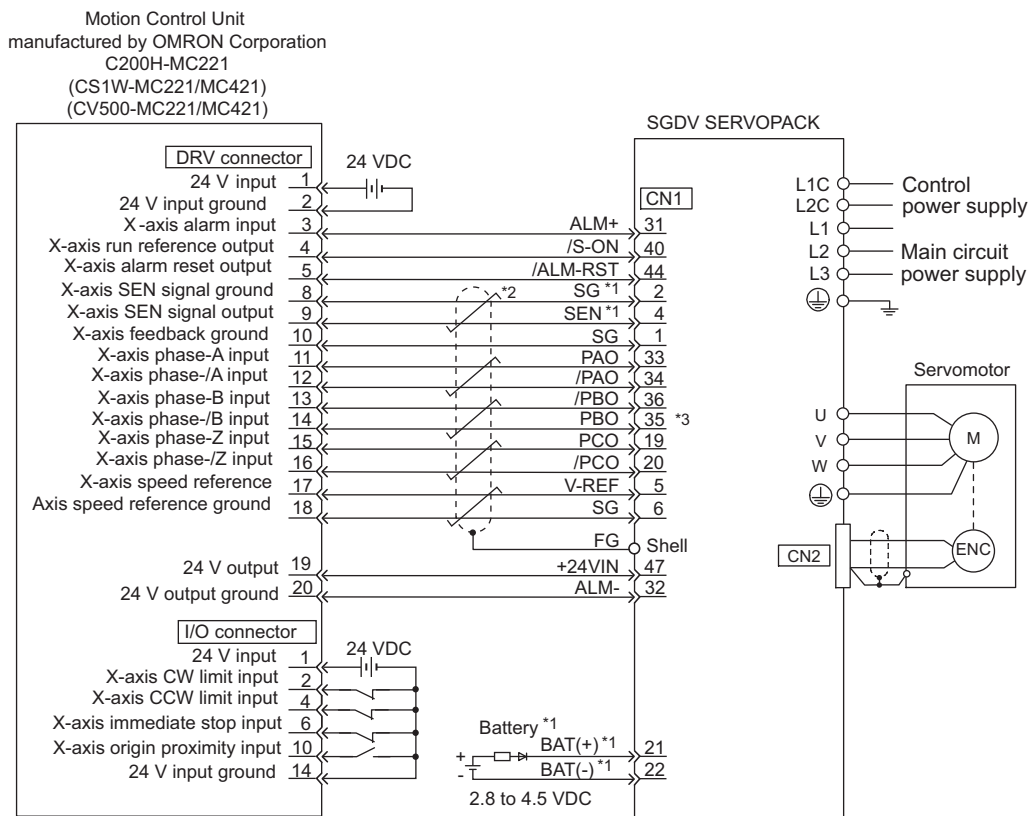 Motion Control Unit
manufactured by OMRON Corporation
C200H-MC221
(CS1W-MC221/MC421)
(CV500-MC221/MC421)
SGDV SERVOPACK
DRV connector
24 VDC
CN1
24 V input 1
24 V input ground 2
X-axis alarm input 3 ALM+ 31
X-axis run reference output 4 /S-ON 40
X-axis alarm reset output 5 /ALM-RST 44
X-axis SEN signal ground 8 *2 SG *1 2
X-axis SEN signal output 9 SEN *1 4
X-axis feedback ground 10 SG 1
X-axis phase-A input 11 PAO 33
X-axis phase-/A input 12 /PAO 34
X-axis phase-B input 13 /PBO 36
X-axis phase-/B input 14 PBO 35 *3
X-axis phase-Z input 15 PCO 19
X-axis phase-/Z input 16 /PCO 20
X-axis speed reference 17 V-REF 5
Axis speed reference ground 18 SG 6
FG Shell
24 V output 19 +24VIN 47
24 V output ground 20 ALM- 32
I/O connector
24 VDC
24 V input 1
X-axis CW limit input 2
X-axis CCW limit input 4
X-axis immediate stop input 6
X-axis origin proximity input 10
24 V input ground 14
Battery *1
+ BAT(+) *1 21
- BAT(-) *1 22
2.8 to 4.5 VDC
L1C Control
L2C power supply
L1
L2 Main circuit
L3 power supply
Servomotor
U
V
W
M
CN2
ENC